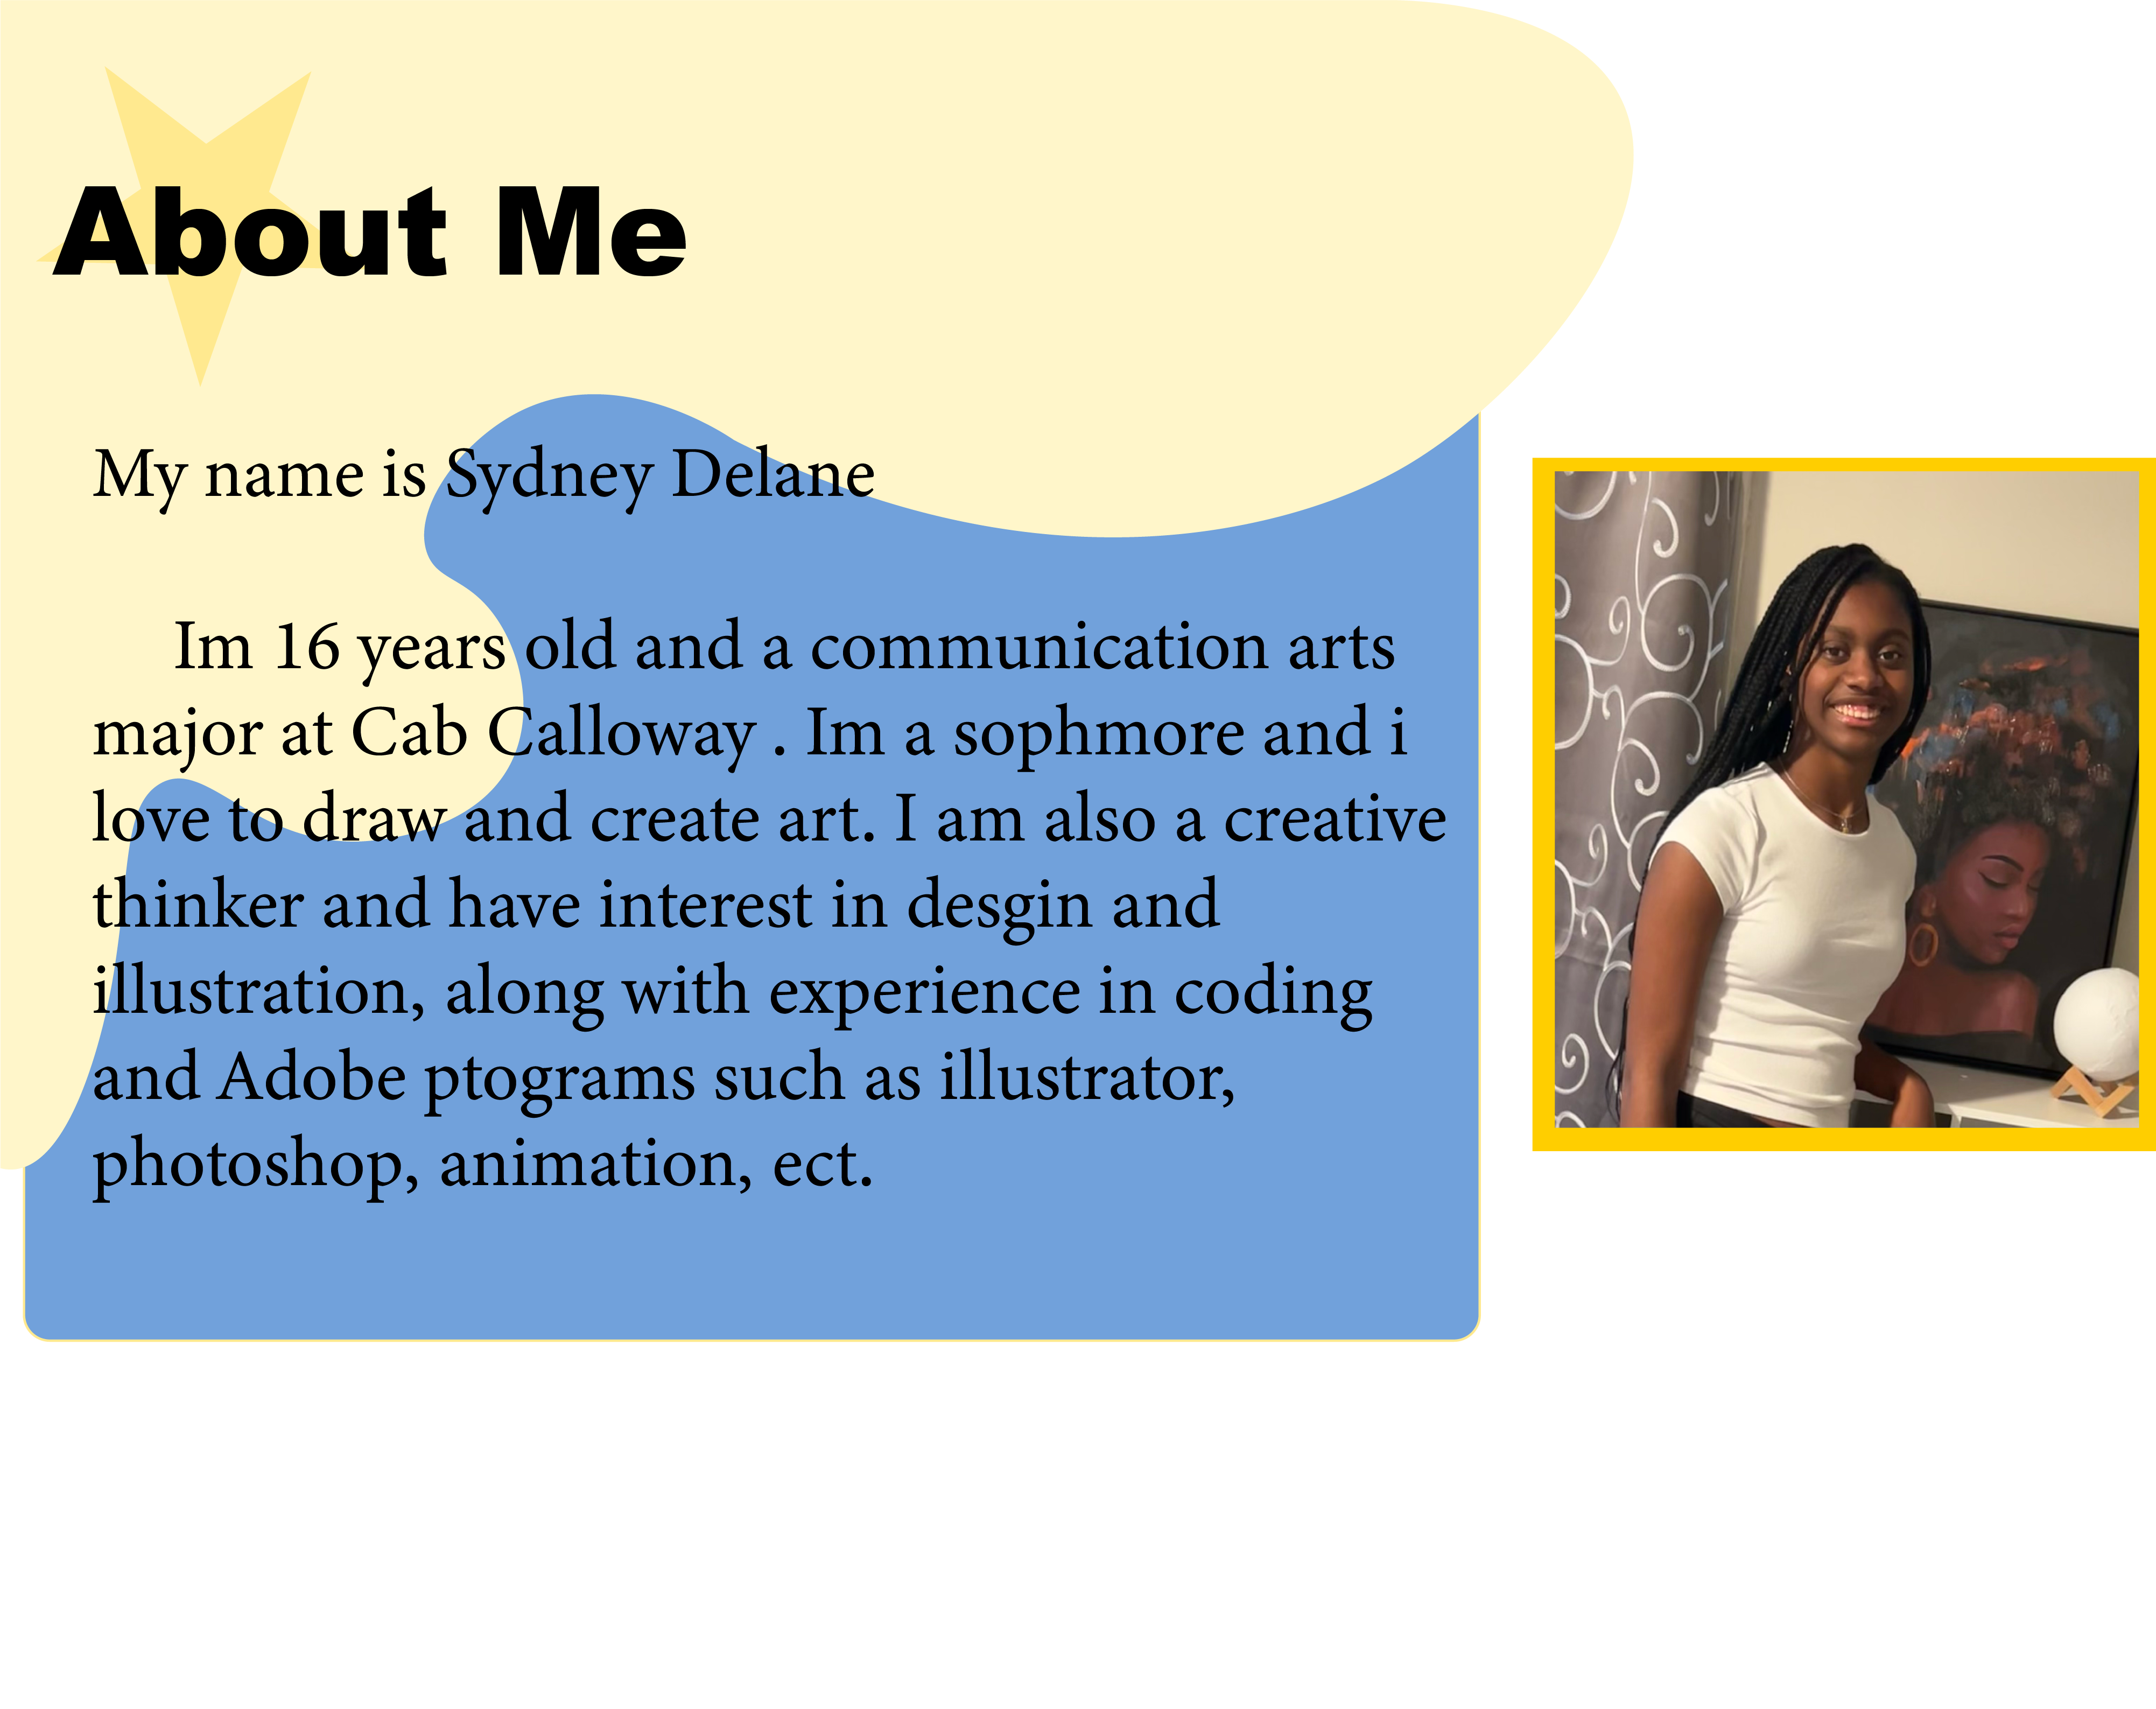 About Me
My name is Sydney Delane
Im 16 years old and a communication arts
major at Cab Calloway . Im a sophmore and i
love to draw and create art. I am also a creative
thinker and have interest in desgin and
illustration, along with experience in coding
and Adobe ptograms such as illustrator,
photoshop, animation, ect.